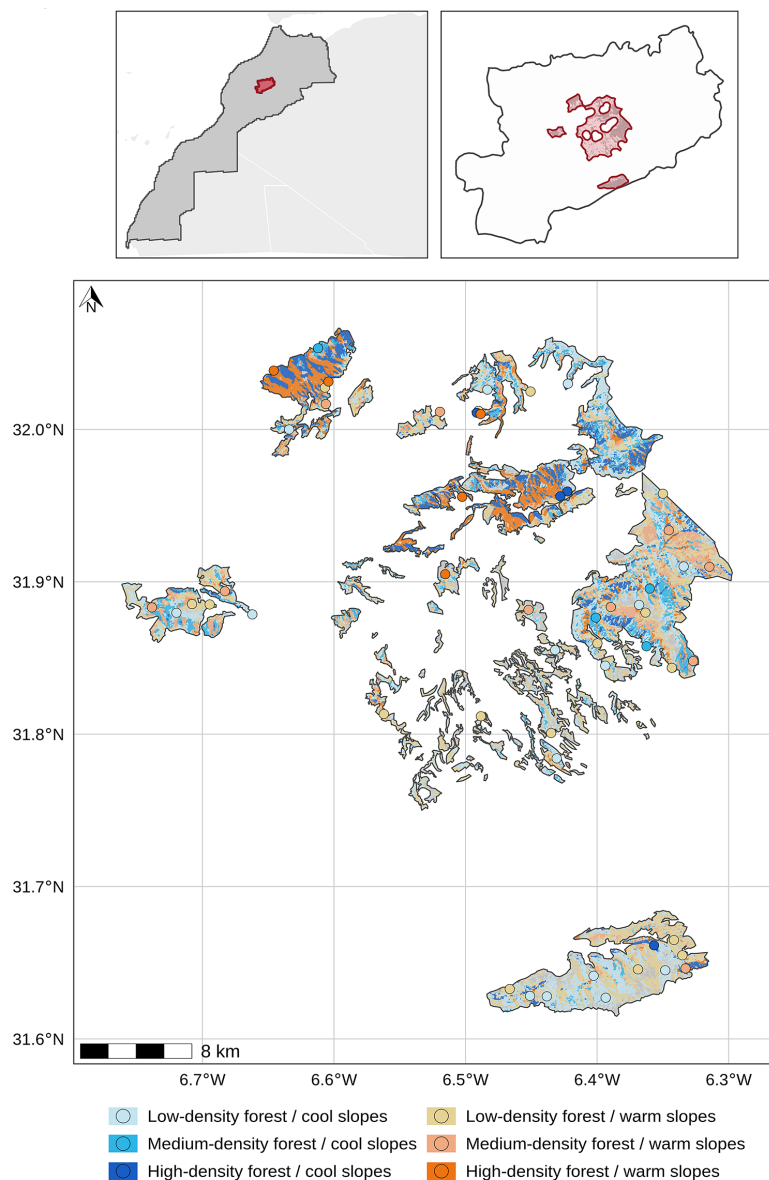 N
32.0°N
31.9°N
31.8°N
31.7°N
31.6°N
8 km
6.7°W 6.6°W 6.5°W 6.4°W 6.3°W
Low-density forest / cool slopes Low-density forest / warm slopes
Medium-density forest / cool slopes Medium-density forest / warm slopes
High-density forest / cool slopes High-density forest / warm slopes